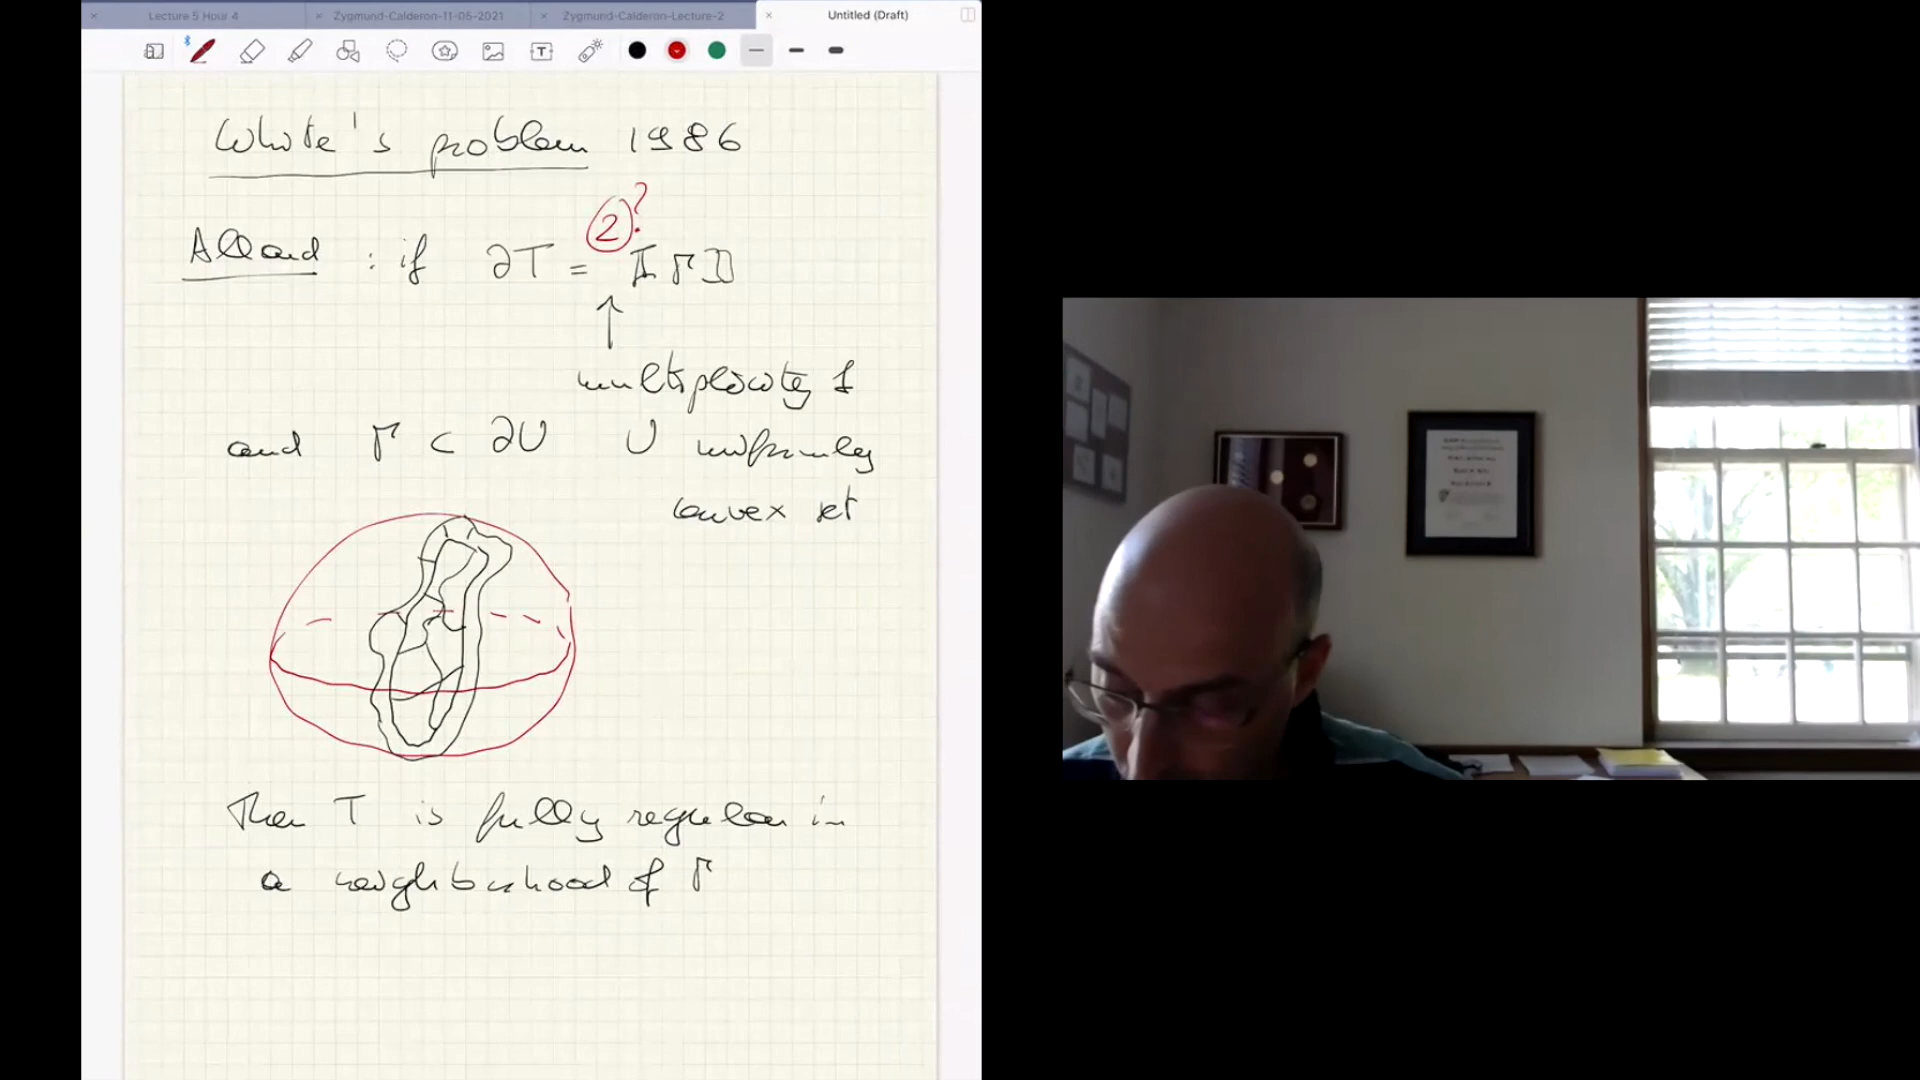 Lecture 5 Hour 4
Zygmund-Calderon-11-05-2021
Zygmund-Calderon-Lecture-2
Untitled (Draft)
White's problem 1986
2?
Allard : if ∂T = ⟦Γ⟧
↑
multiplicity 1
and Γ ⊂ ∂U U uniformly
convex set
Then T is fully regular in
a neighborhood of Γ